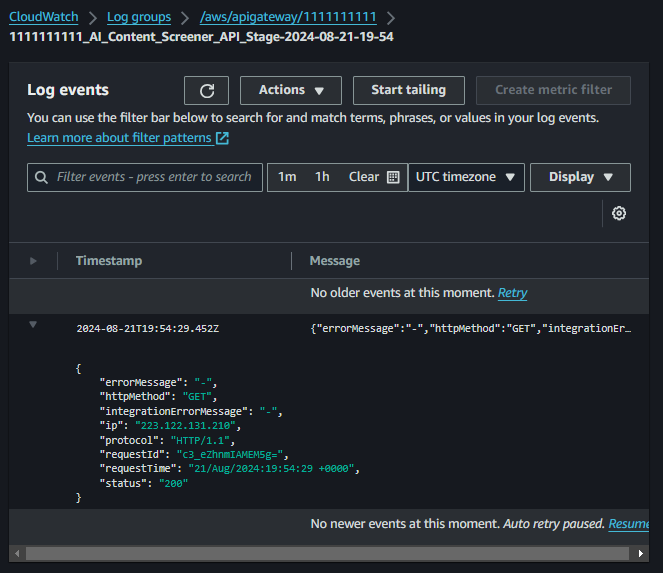 CloudWatch > Log groups > /aws/apigateway/1111111111 >
1111111111_AI_Content_Screener_API_Stage-2024-08-21-19-54
Log events
Actions ▼ Start tailing Create metric filter
You can use the filter bar below to search for and match terms, phrases, or values in your log events.
Learn more about filter patterns
Filter events - press enter to search 1m 1h Clear UTC timezone ▼ Display ▼
Timestamp Message
No older events at this moment. Retry
2024-08-21T19:54:29.452Z {"errorMessage":"-","httpMethod":"GET","integrationEr…
{
"errorMessage": "-",
"httpMethod": "GET",
"integrationErrorMessage": "-",
"ip": "223.122.131.210",
"protocol": "HTTP/1.1",
"requestId": "c3_eZhnmIAMEM5g=",
"requestTime": "21/Aug/2024:19:54:29 +0000",
"status": "200"
}
No newer events at this moment. Auto retry paused. Resume